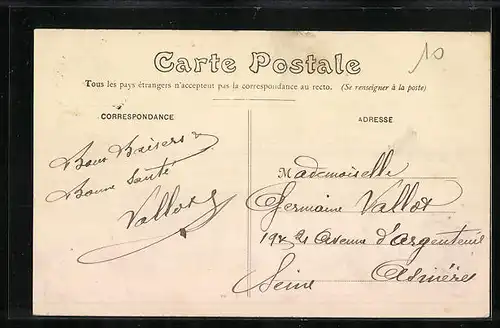 10
Carte Postale
Tous les pays étrangers n'acceptent pas la correspondance au recto. (Se renseigner à la poste)
CORRESPONDANCE
ADRESSE
Bons Baisers &
Bonne Santé
Vallot
Mademoiselle
Germaine Vallot
Avenue d'argenteuil
Asnières
Seine